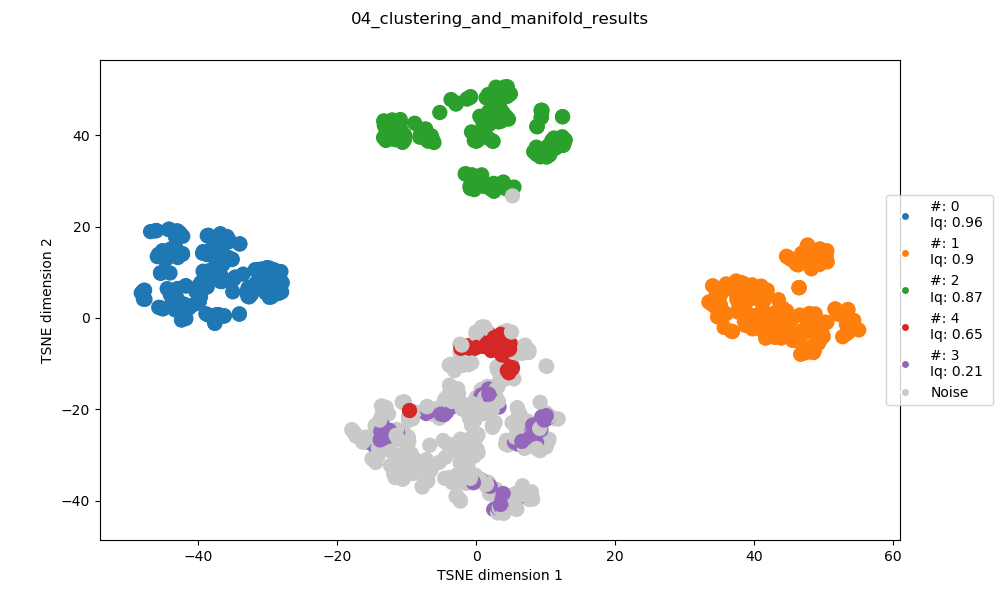 04_clustering_and_manifold_results
TSNE dimension 2
40
20
0
−20
−40
−40
−20
0
20
40
60
TSNE dimension 1
#: 0
Iq: 0.96
#: 1
Iq: 0.9
#: 2
Iq: 0.87
#: 4
Iq: 0.65
#: 3
Iq: 0.21
Noise